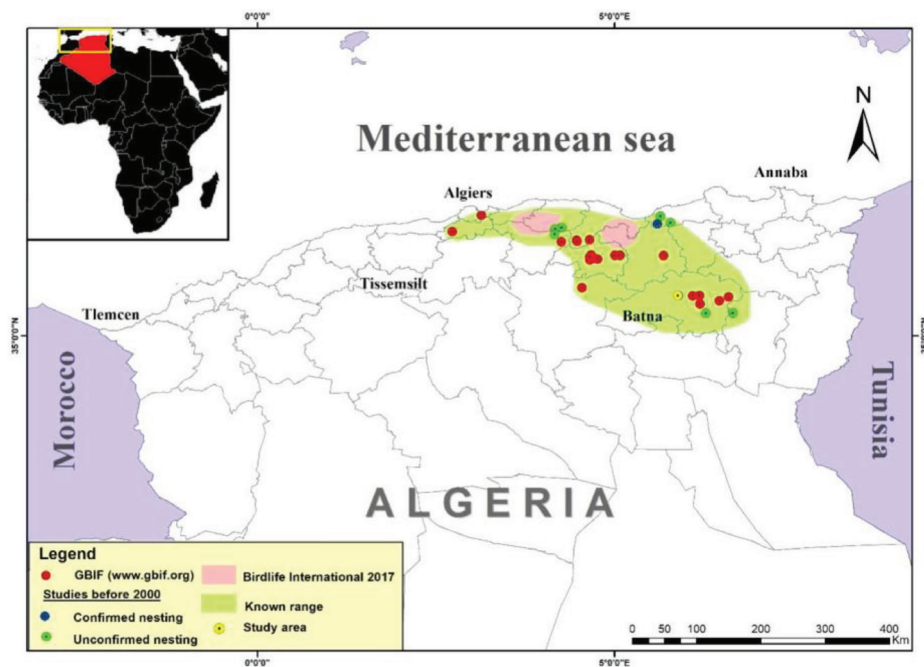 0°0'0"
5°0'0"E
N
Mediterranean sea
Annaba
Algiers
Tissemsilt
Tlemcen
Batna
35°0'0"N
Morocco
Tunisia
ALGERIA
Legend
GBIF (www.gbif.org)
Studies before 2000
Confirmed nesting
Unconfirmed nesting
Birdlife International 2017
Known range
Study area
0 50 100 200 300 400
Km
0°0'0"
5°0'0"E